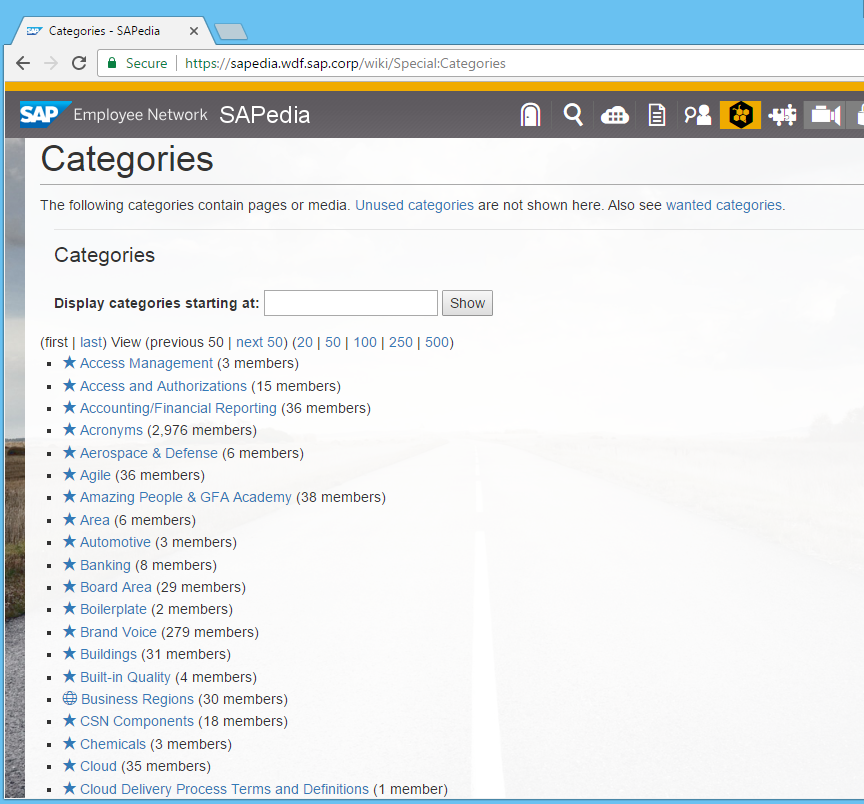 SAP Categories - SAPedia
Secure | https://sapedia.wdf.sap.corp/wiki/Special:Categories
SAP Employee Network SAPedia
Categories
The following categories contain pages or media. Unused categories are not shown here. Also see wanted categories.
Categories
Display categories starting at: Show
(first | last) View (previous 50 | next 50) (20 | 50 | 100 | 250 | 500)
Access Management (3 members)
Access and Authorizations (15 members)
Accounting/Financial Reporting (36 members)
Acronyms (2,976 members)
Aerospace & Defense (6 members)
Agile (36 members)
Amazing People & GFA Academy (38 members)
Area (6 members)
Automotive (3 members)
Banking (8 members)
Board Area (29 members)
Boilerplate (2 members)
Brand Voice (279 members)
Buildings (31 members)
Built-in Quality (4 members)
Business Regions (30 members)
CSN Components (18 members)
Chemicals (3 members)
Cloud (35 members)
Cloud Delivery Process Terms and Definitions (1 member)